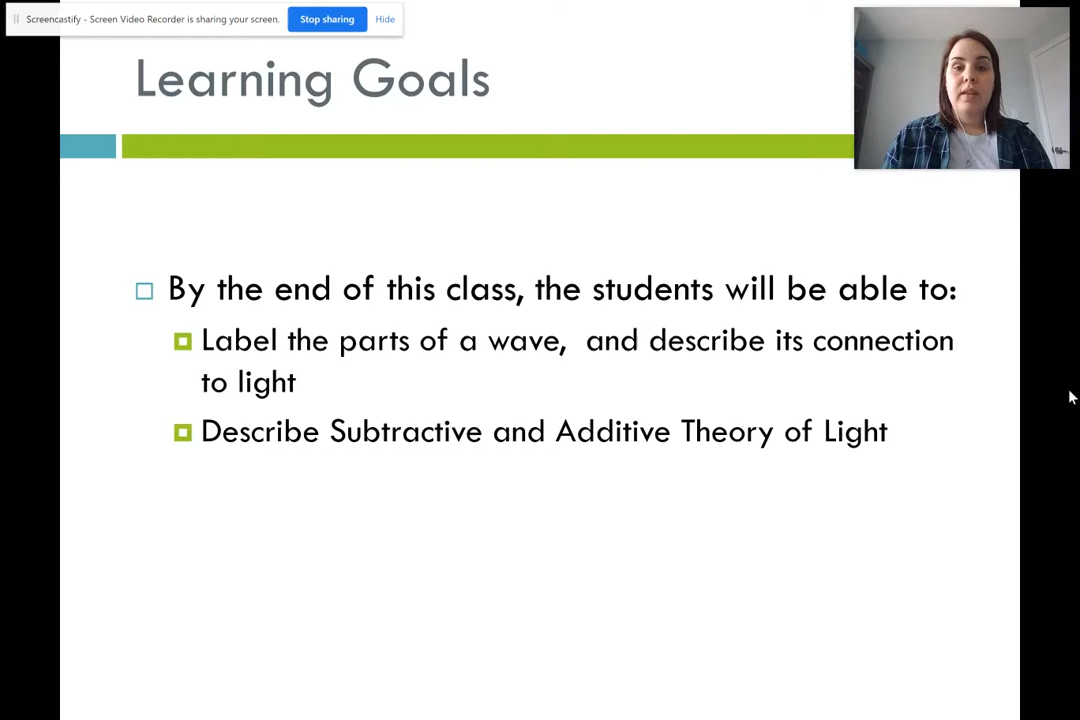 Screencastify - Screen Video Recorder is sharing your screen. Stop sharing Hide
Learning Goals
By the end of this class, the students will be able to:
Label the parts of a wave,  and describe its connection
to light
Describe Subtractive and Additive Theory of Light